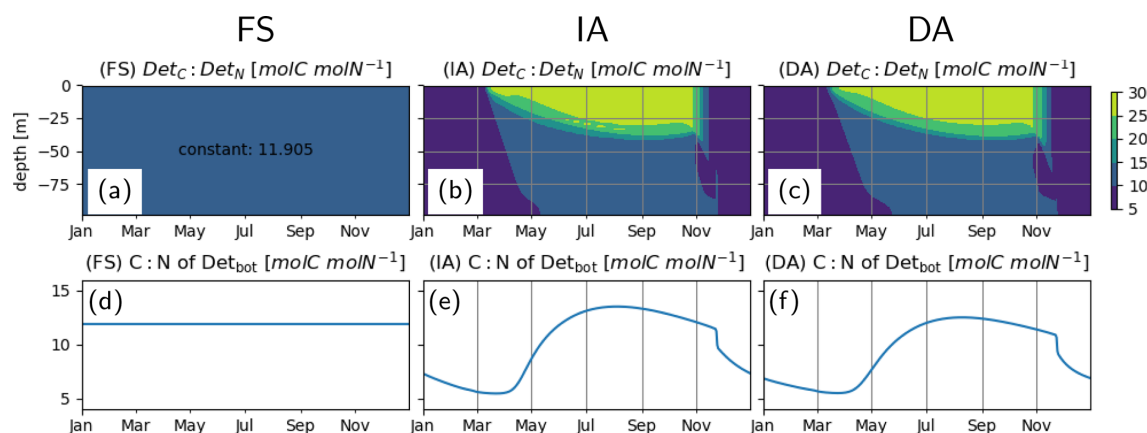 FS IA DA
(FS) Det_C : Det_N [molC molN⁻¹] (IA) Det_C : Det_N [molC molN⁻¹] (DA) Det_C : Det_N [molC molN⁻¹]
depth [m]
0
−25
−50
−75
constant: 11.905
(a) (b) (c)
30
25
20
15
10
5
Jan Mar May Jul Sep Nov Jan Mar May Jul Sep Nov Jan Mar May Jul Sep Nov
(FS) C : N of Det_bot [molC molN⁻¹] (IA) C : N of Det_bot [molC molN⁻¹] (DA) C : N of Det_bot [molC molN⁻¹]
15
10
5
(d) (e) (f)
Jan Mar May Jul Sep Nov Jan Mar May Jul Sep Nov Jan Mar May Jul Sep Nov